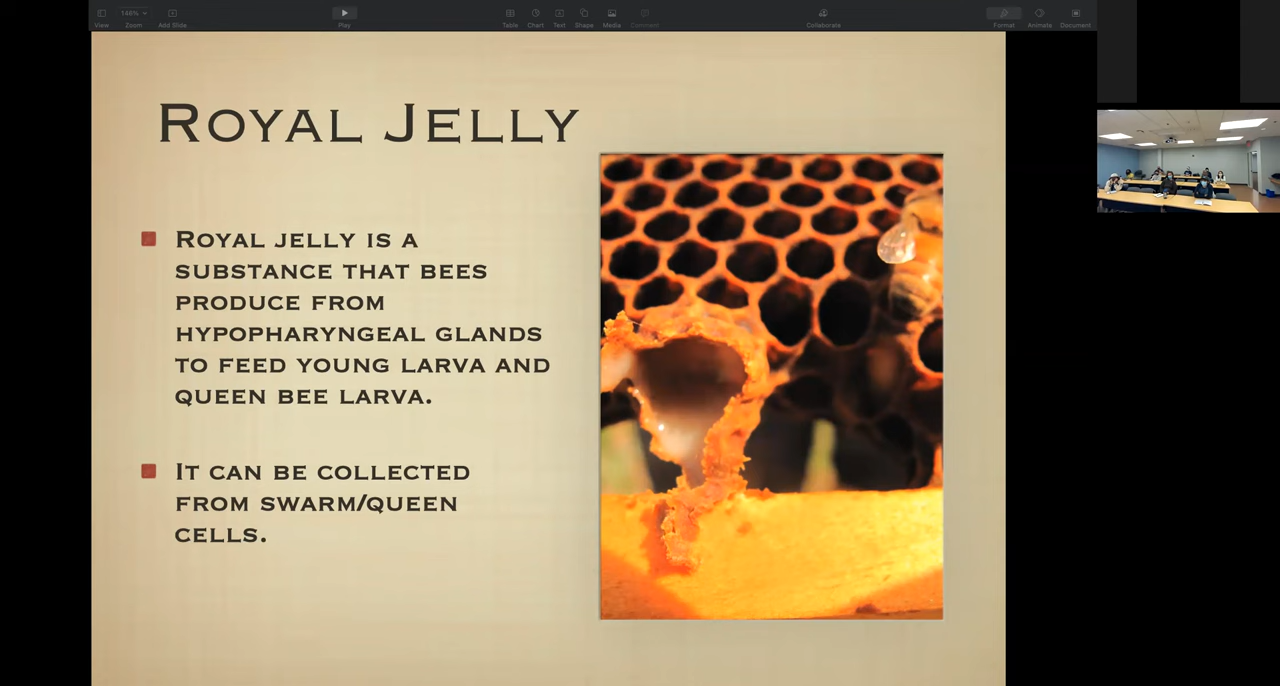 146%
View
Zoom
Add Slide
Play
Table
Chart
Text
Shape
Media
Comment
Collaborate
Format
Animate
Document
Royal Jelly
Royal jelly is a
substance that bees
produce from
hypopharyngeal glands
to feed young larva and
queen bee larva.
It can be collected
from swarm/queen
cells.